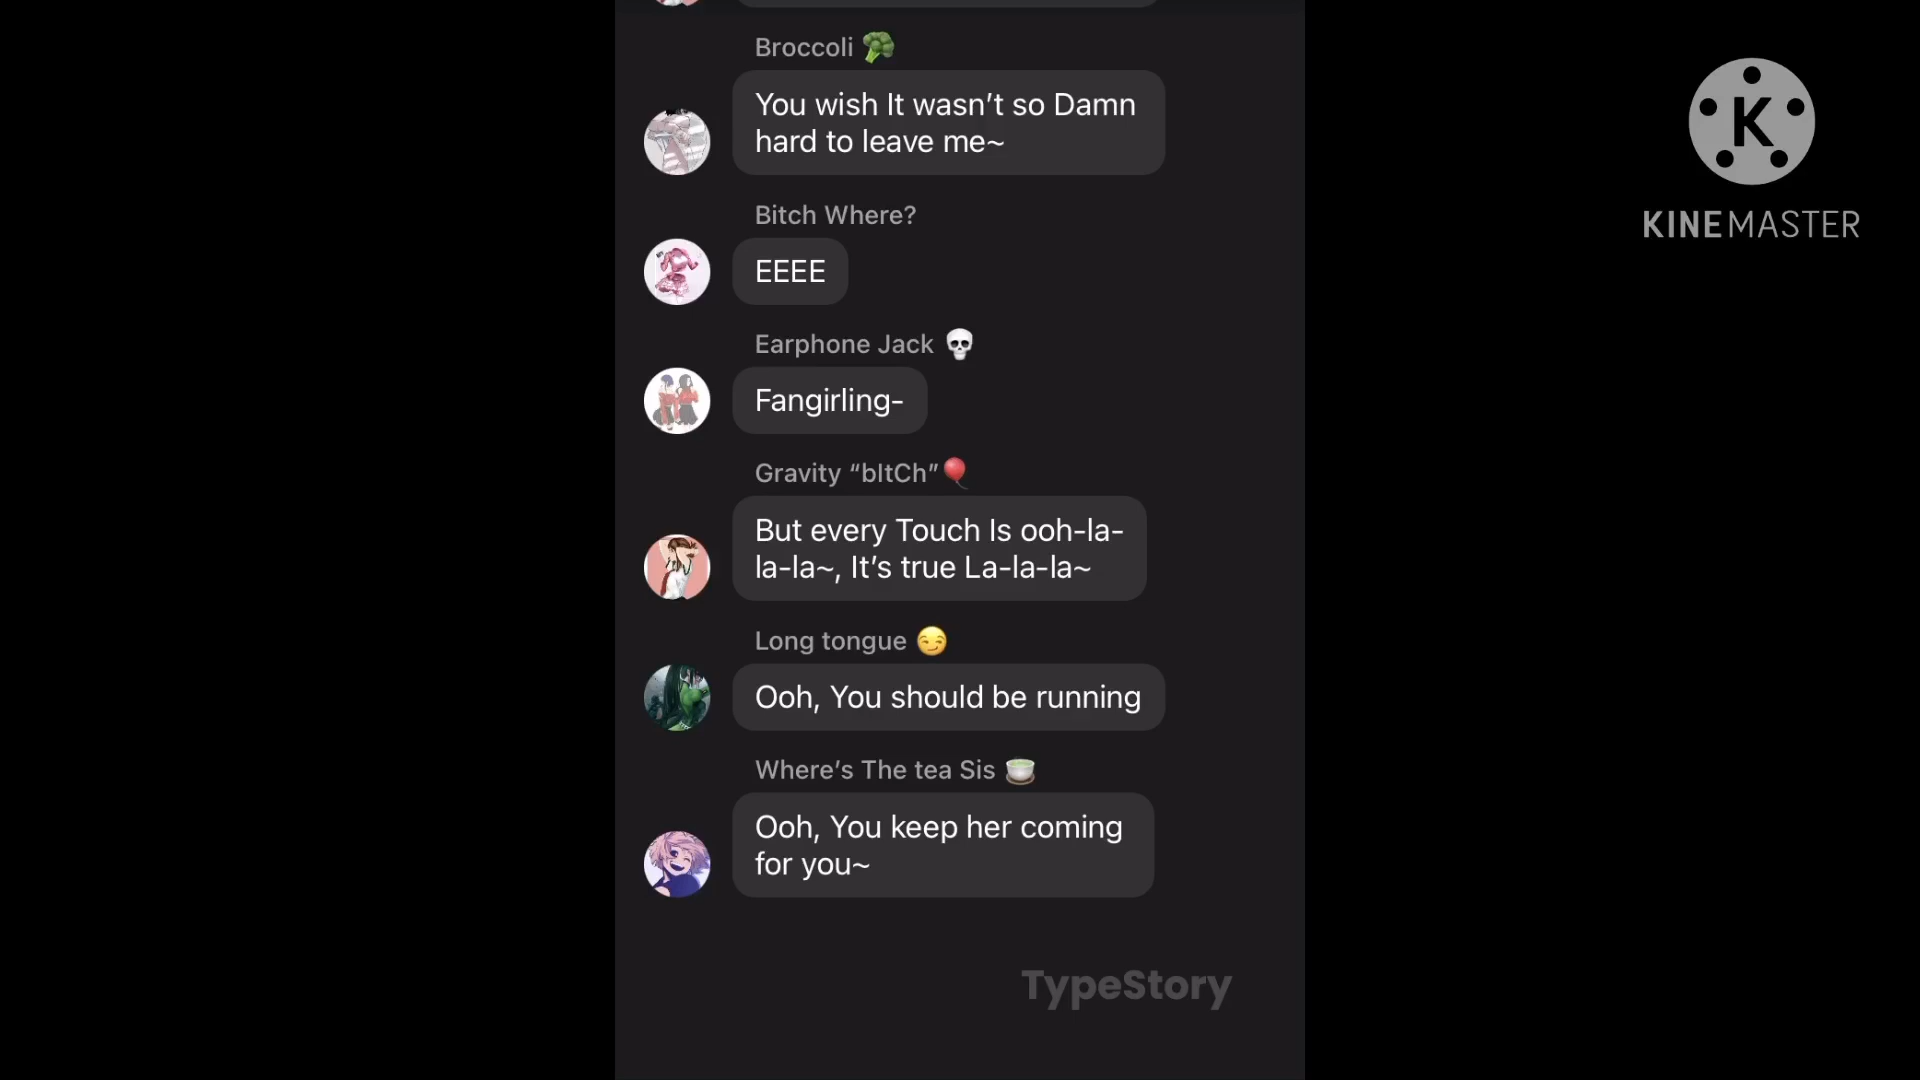 Broccoli 🥦
You wish It wasn’t so Damn
hard to leave me~
Bitch Where?
EEEE
Earphone Jack 💀
Fangirling-
Gravity “bItCh”🎈
But every Touch Is ooh-la-
la-la~, It’s true La-la-la~
Long tongue 😏
Ooh, You should be running
Where’s The tea Sis 🍵
Ooh, You keep her coming
for you~
TypeStory
K
KINEMASTER